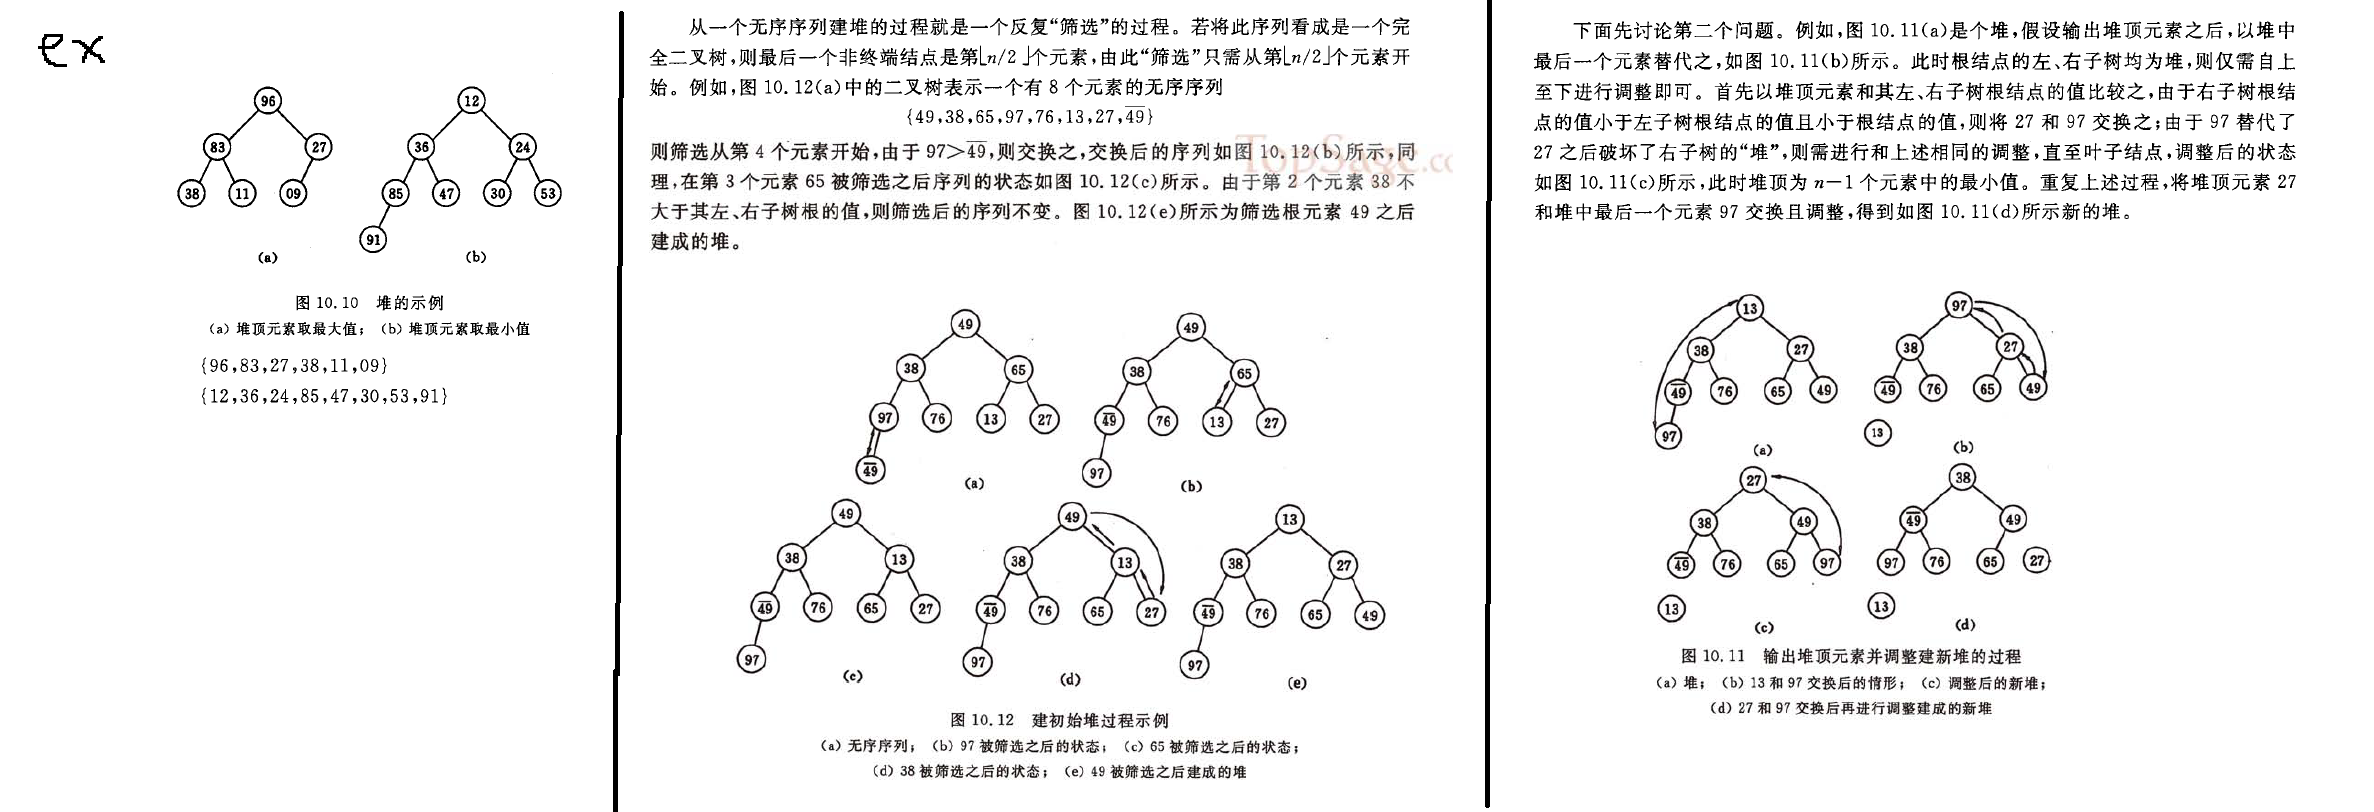 ex
96
12
83
27
36
24
38
11
09
85
47
30
53
91
(a)
(b)
图 10.10 堆的示例
(a) 堆顶元素取最大值; (b) 堆顶元素取最小值
{96,83,27,38,11,09}
{12,36,24,85,47,30,53,91}
从一个无序序列建堆的过程就是一个反复“筛选”的过程。若将此序列看成是一个完
全二叉树,则最后一个非终端结点是第⌊n/2⌋个元素,由此“筛选”只需从第⌊n/2⌋个元素开
始。例如,图 10.12(a)中的二叉树表示一个有 8 个元素的无序序列
{49,38,65,97,76,13,27,4̅9̅}
则筛选从第 4 个元素开始,由于 97>4̅9̅,则交换之,交换后的序列如图 10.12(b)所示,同
理,在第 3 个元素 65 被筛选之后序列的状态如图 10.12(c)所示。由于第 2 个元素 38 不
大于其左、右子树根的值,则筛选后的序列不变。图 10.12(e)所示为筛选根元素 49 之后
建成的堆。
TopSage.cc
49
49
38
65
38
65
97
76
13
27
4̅9̅
76
13
27
4̅9̅
97
(a)
(b)
49
49
13
38
13
38
13
38
27
4̅9̅
76
65
27
4̅9̅
76
65
27
4̅9̅
76
65
49
97
97
97
(c)
(d)
(e)
图 10.12 建初始堆过程示例
(a) 无序序列; (b) 97 被筛选之后的状态; (c) 65 被筛选之后的状态;
(d) 38 被筛选之后的状态; (e) 49 被筛选之后建成的堆
下面先讨论第二个问题。例如,图 10.11(a)是个堆,假设输出堆顶元素之后,以堆中
最后一个元素替代之,如图 10.11(b)所示。此时根结点的左、右子树均为堆,则仅需自上
至下进行调整即可。首先以堆顶元素和其左、右子树根结点的值比较之,由于右子树根结
点的值小于左子树根结点的值且小于根结点的值,则将 27 和 97 交换之;由于 97 替代了
27 之后破坏了右子树的“堆”,则需进行和上述相同的调整,直至叶子结点,调整后的状态
如图 10.11(c)所示,此时堆顶为 n−1 个元素中的最小值。重复上述过程,将堆顶元素 27
和堆中最后一个元素 97 交换且调整,得到如图 10.11(d)所示新的堆。
13
97
38
27
38
27
4̅9̅
76
65
49
4̅9̅
76
65
49
97
13
(a)
(b)
27
38
38
49
4̅9̅
49
4̅9̅
76
65
97
97
76
65
27
13
13
(c)
(d)
图 10.11 输出堆顶元素并调整建新堆的过程
(a) 堆; (b) 13 和 97 交换后的情形; (c) 调整后的新堆;
(d) 27 和 97 交换后再进行调整建成的新堆